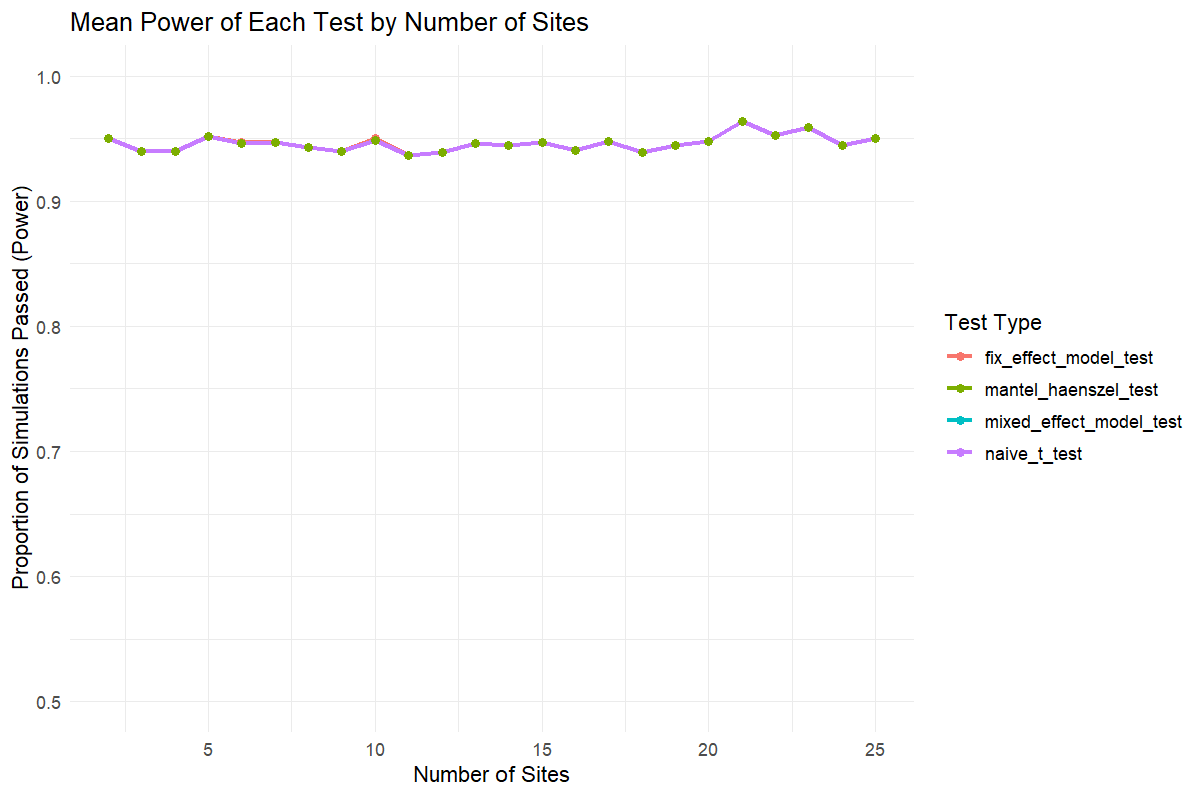 Mean Power of Each Test by Number of Sites
Proportion of Simulations Passed (Power)
1.0
0.9
0.8
0.7
0.6
0.5
5
10
15
20
25
Number of Sites
Test Type
fix_effect_model_test
mantel_haenszel_test
mixed_effect_model_test
naive_t_test